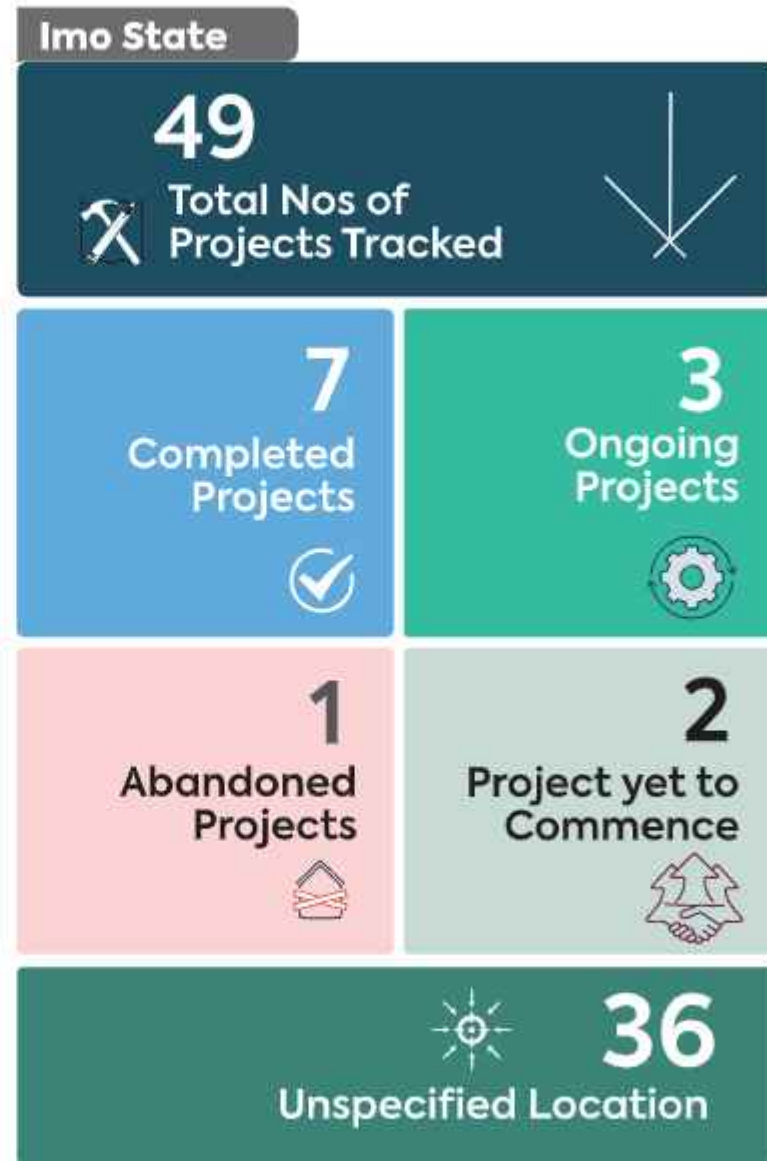 Imo State
49
Total Nos of
Projects Tracked
7
Completed
Projects
3
Ongoing
Projects
1
Abandoned
Projects
2
Project yet to
Commence
36
Unspecified Location